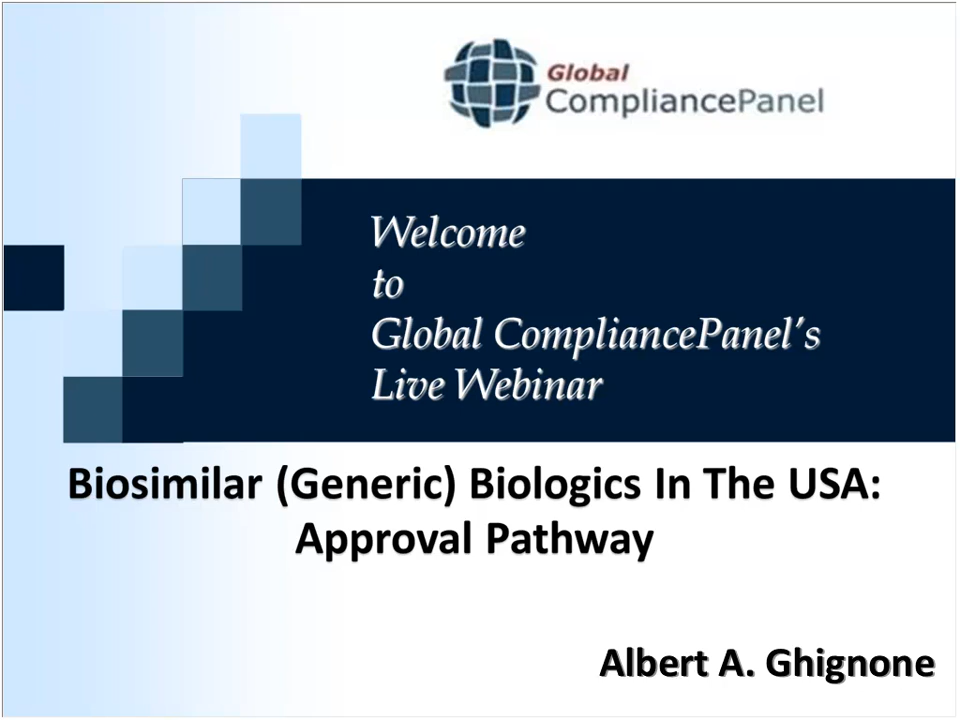 Global
CompliancePanel
Welcome
to
Global CompliancePanel's
Live Webinar
Biosimilar (Generic) Biologics In The USA:
Approval Pathway
Albert A. Ghignone